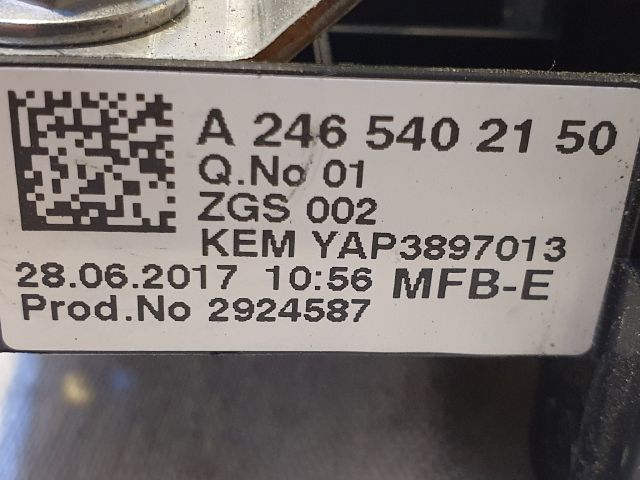 A 246 540 21 50
Q.No 01
ZGS 002
KEM YAP3897013
28.06.2017 10:56 MFB-E
Prod.No 2924587